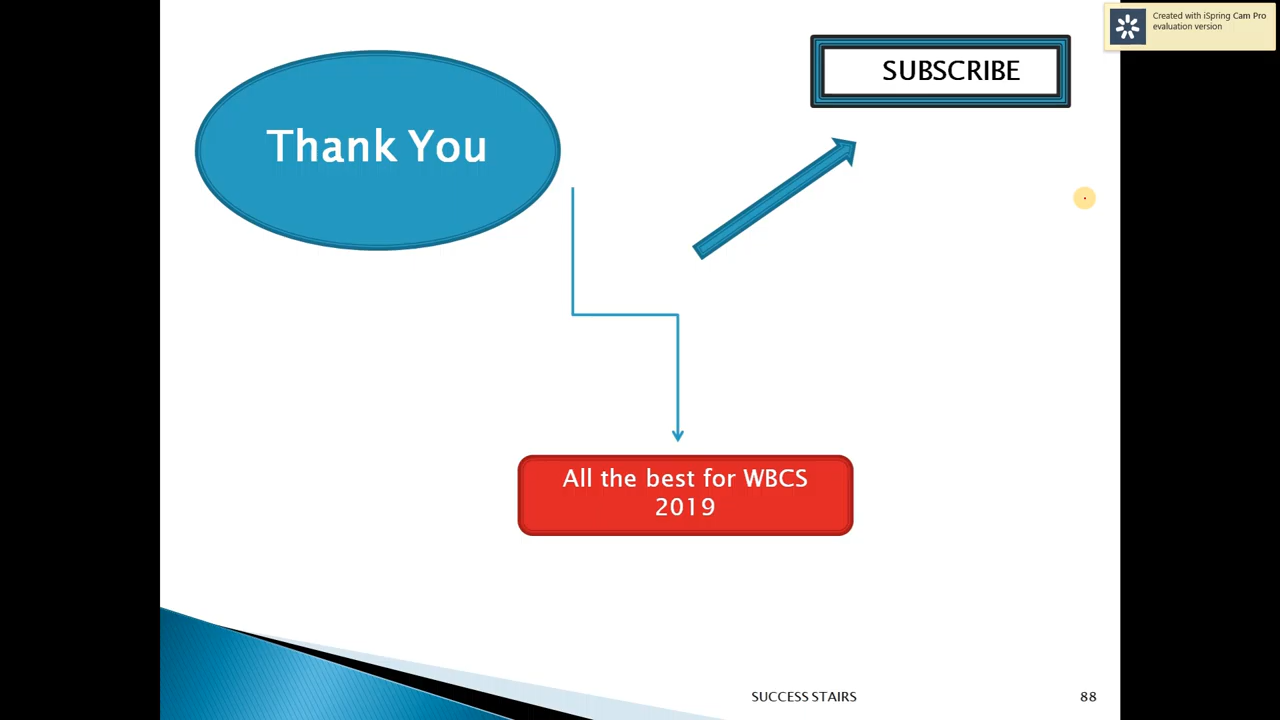 Created with iSpring Cam Pro
evaluation version
SUBSCRIBE
Thank You
All the best for WBCS
2019
SUCCESS STAIRS
88